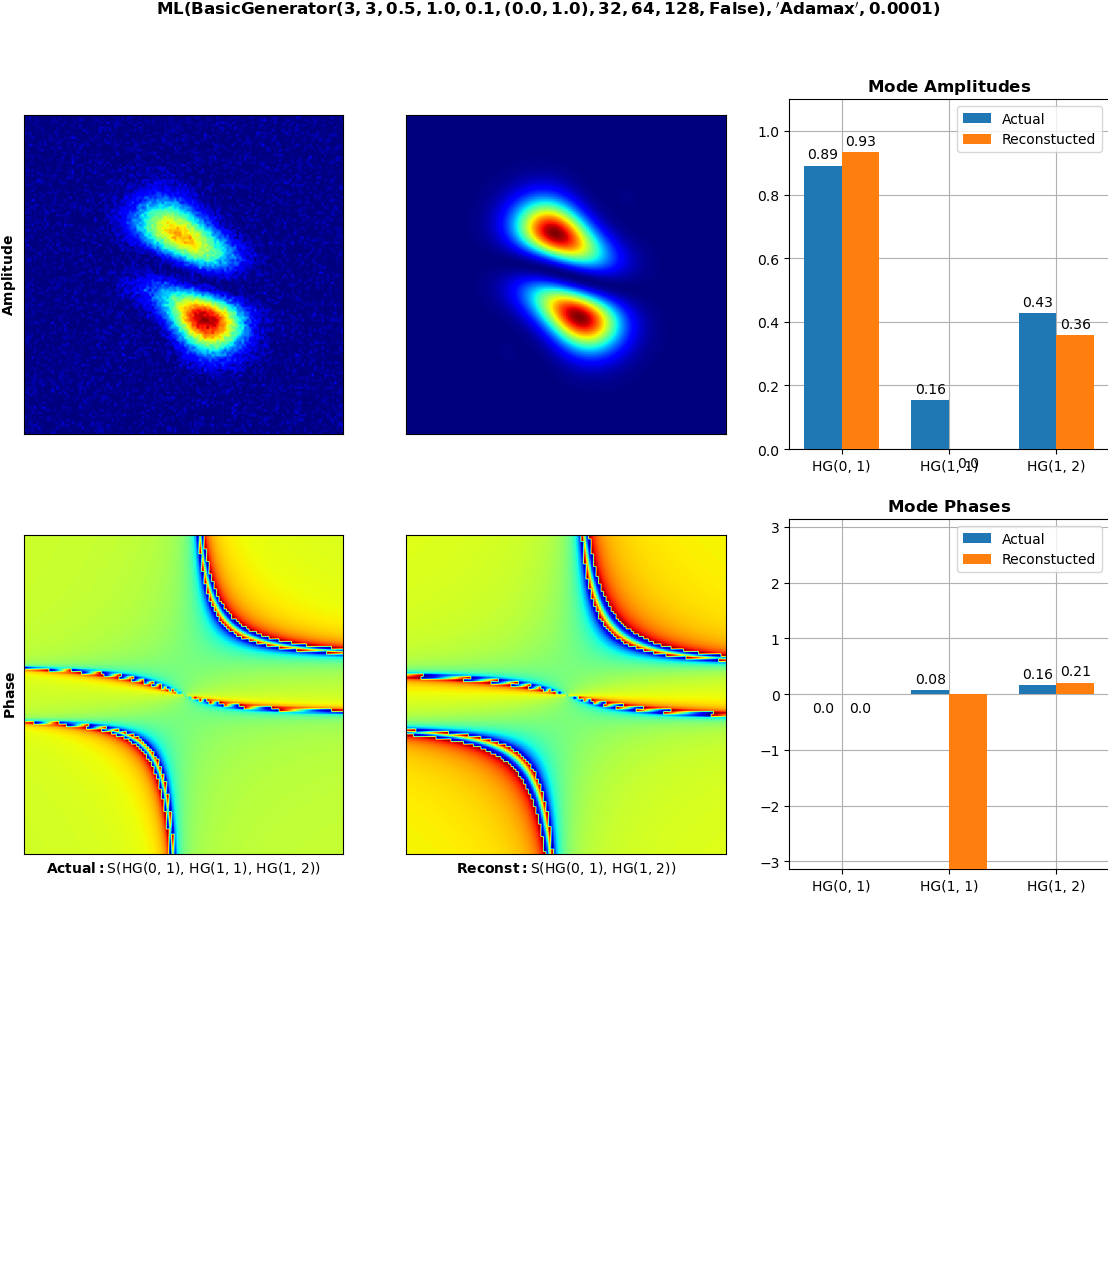 ML(BasicGenerator(3, 3, 0.5, 1.0, 0.1, (0.0, 1.0), 32, 64, 128, False), ′Adamax′, 0.0001)
Amplitude
Mode Amplitudes
Actual
Reconstucted
1.0
0.8
0.6
0.4
0.2
0.0
0.89
0.93
0.16
0.0
0.43
0.36
HG(0, 1)
HG(1, 1)
HG(1, 2)
Phase
Actual: S(HG(0, 1), HG(1, 1), HG(1, 2))
Reconst: S(HG(0, 1), HG(1, 2))
Mode Phases
Actual
Reconstucted
3
2
1
0
−1
−2
−3
0.0
0.0
0.08
0.16
0.21
HG(0, 1)
HG(1, 1)
HG(1, 2)